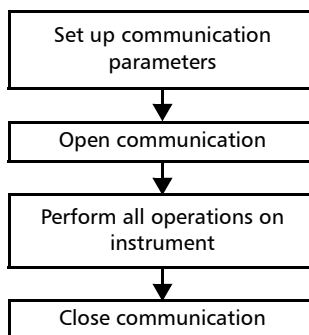 Set up communication
parameters
Open communication
Perform all operations on
instrument
Close communication